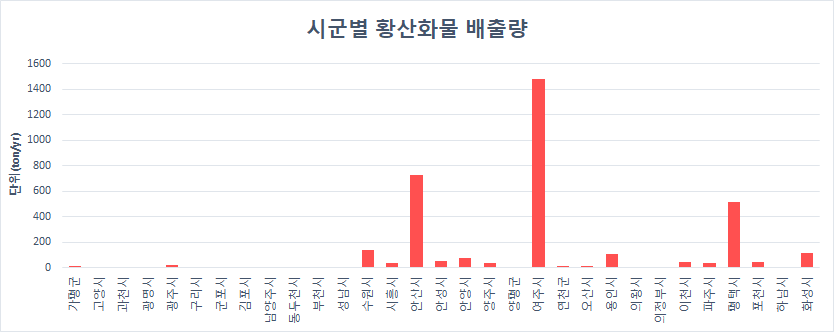 시군별 황산화물 배출량
단위(ton/yr)
1600
1400
1200
1000
800
600
400
200
0
가평군
고양시
과천시
광명시
광주시
구리시
군포시
김포시
남양주시
동두천시
부천시
성남시
수원시
시흥시
안산시
안성시
안양시
양주시
양평군
여주시
연천군
오산시
용인시
의왕시
의정부시
이천시
파주시
평택시
포천시
하남시
화성시